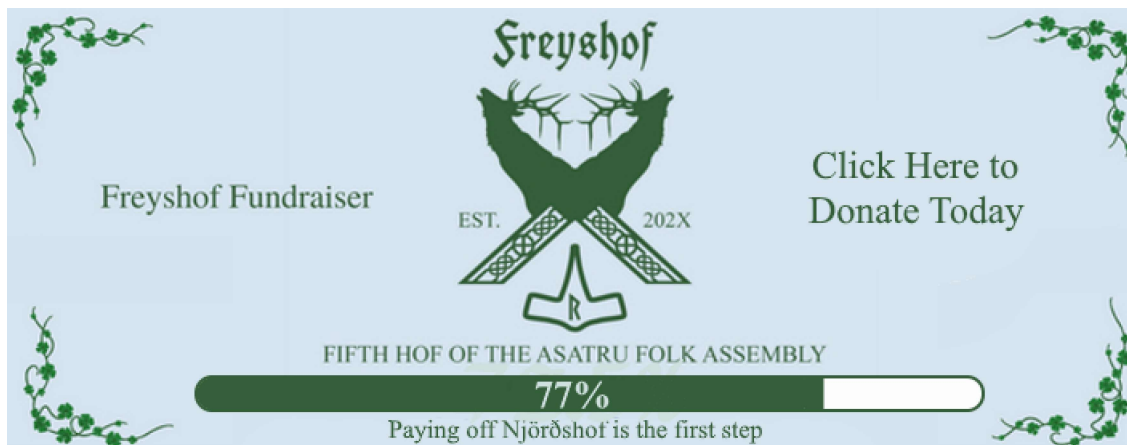 Freyshof
Freyshof Fundraiser
EST. 202X
ᚱ
Click Here to
Donate Today
FIFTH HOF OF THE ASATRU FOLK ASSEMBLY
77%
Paying off Njörðshof is the first step